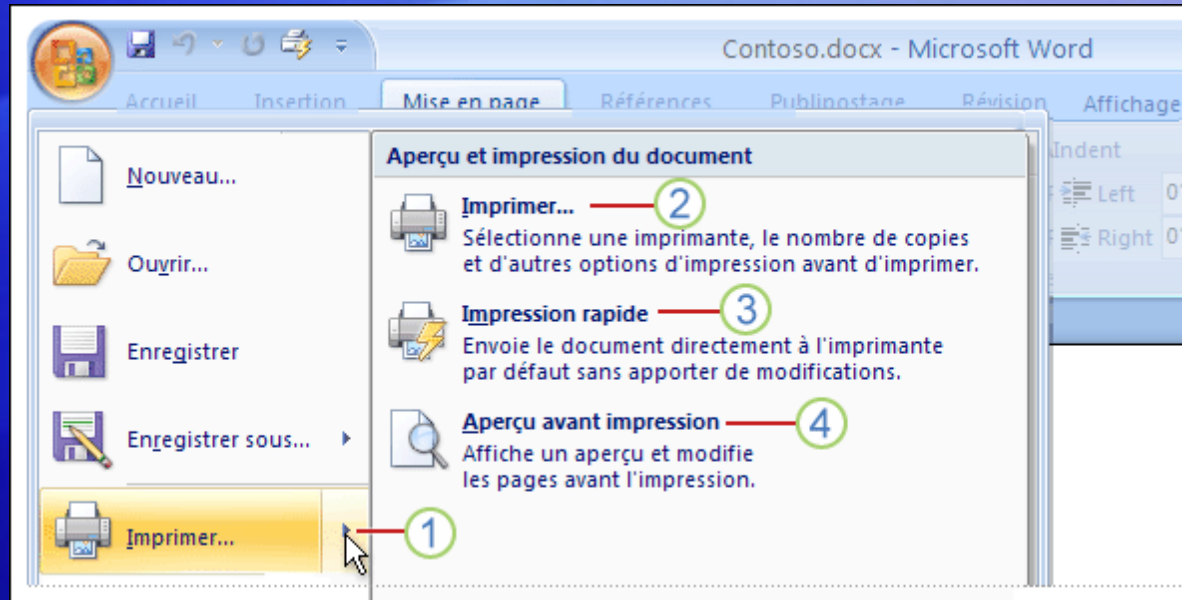 Contoso.docx - Microsoft Word
Accueil Insertion Mise en page Références Publipostage Révision Affichage
Indent
Left
Right
Nouveau...
Ouvrir...
Enregistrer
Enregistrer sous...
Imprimer...
1
Aperçu et impression du document
Imprimer... 2
Sélectionne une imprimante, le nombre de copies
et d'autres options d'impression avant d'imprimer.
Impression rapide 3
Envoie le document directement à l'imprimante
par défaut sans apporter de modifications.
Aperçu avant impression 4
Affiche un aperçu et modifie
les pages avant l'impression.